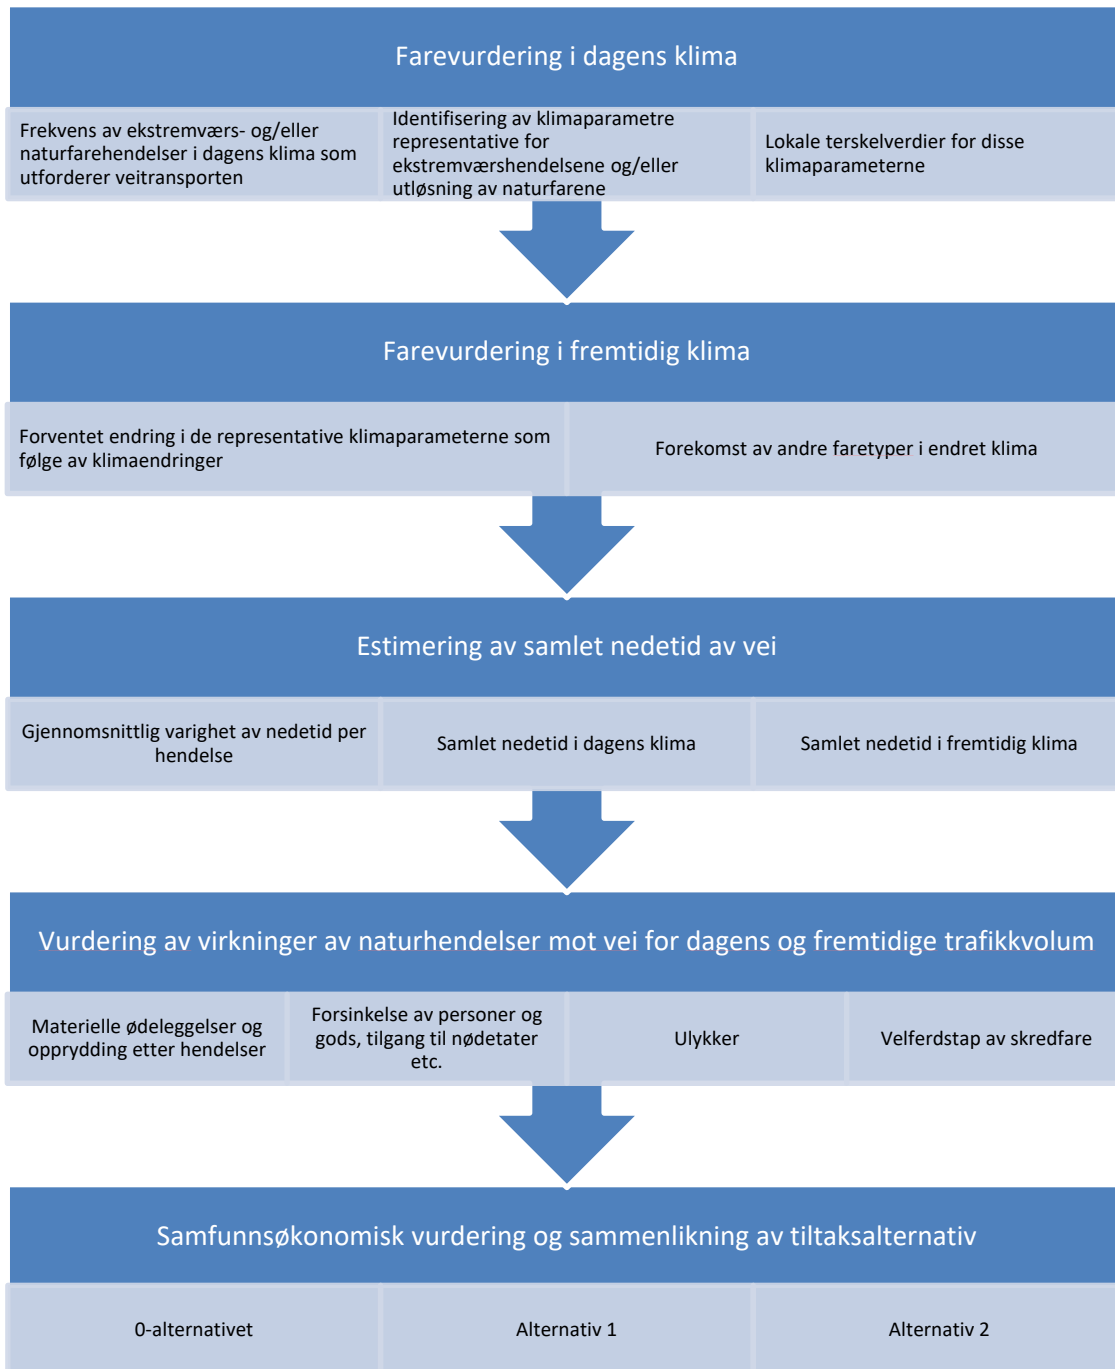 Farevurdering i dagens klima
Frekvens av ekstremværs- og/eller
naturfarehendelser i dagens klima som
utforderer veitransporten
Identifisering av klimaparametre
representative for
ekstremværshendelsene og/eller
utløsning av naturfarene
Lokale terskelverdier for disse
klimaparameterne
Farevurdering i fremtidig klima
Forventet endring i de representative klimaparameterne som
følge av klimaendringer
Forekomst av andre faretyper i endret klima
Estimering av samlet nedetid av vei
Gjennomsnittlig varighet av nedetid per
hendelse
Samlet nedetid i dagens klima
Samlet nedetid i fremtidig klima
Vurdering av virkninger av naturhendelser mot vei for dagens og fremtidige trafikkvolum
Materielle ødeleggelser og
opprydding etter hendelser
Forsinkelse av personer og
gods, tilgang til nødetater
etc.
Ulykker
Velferdstap av skredfare
Samfunnsøkonomisk vurdering og sammenlikning av tiltaksalternativ
0-alternativet
Alternativ 1
Alternativ 2